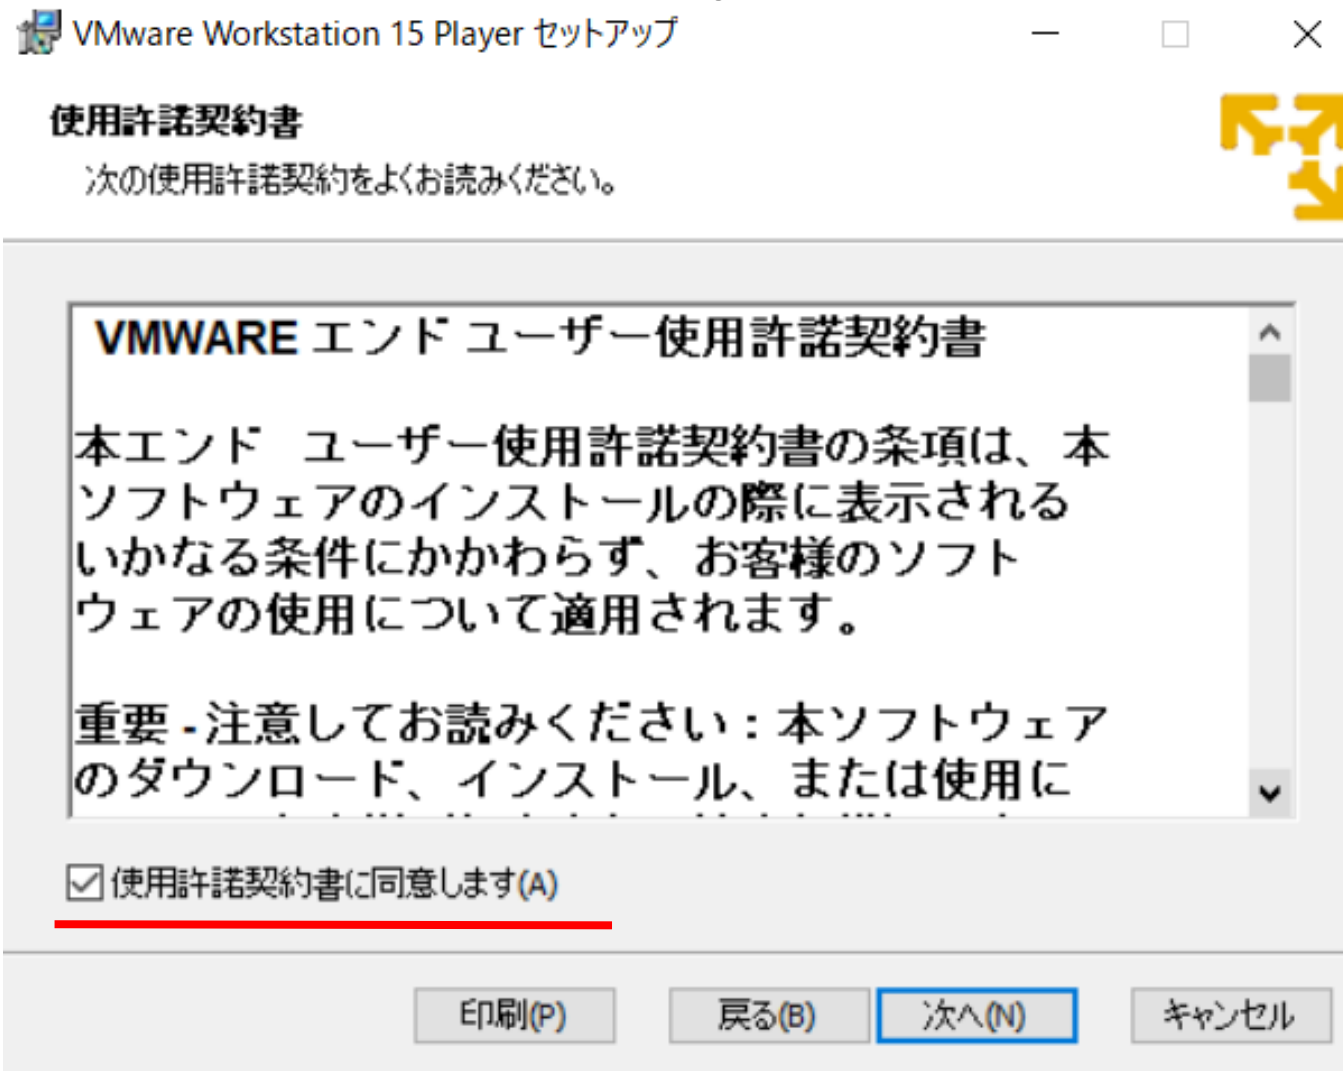 VMware Workstation 15 Player セットアップ
使用許諾契約書
次の使用許諾契約をよくお読みください。
VMWARE エンド ユーザー使用許諾契約書
本エンド ユーザー使用許諾契約書の条項は、本
ソフトウェアのインストールの際に表示される
いかなる条件にかかわらず、お客様のソフト
ウェアの使用について適用されます。
重要 - 注意してお読みください：本ソフトウェア
のダウンロード、インストール、または使用に
使用許諾契約書に同意します(A)
印刷(P) 戻る(B) 次へ(N) キャンセル